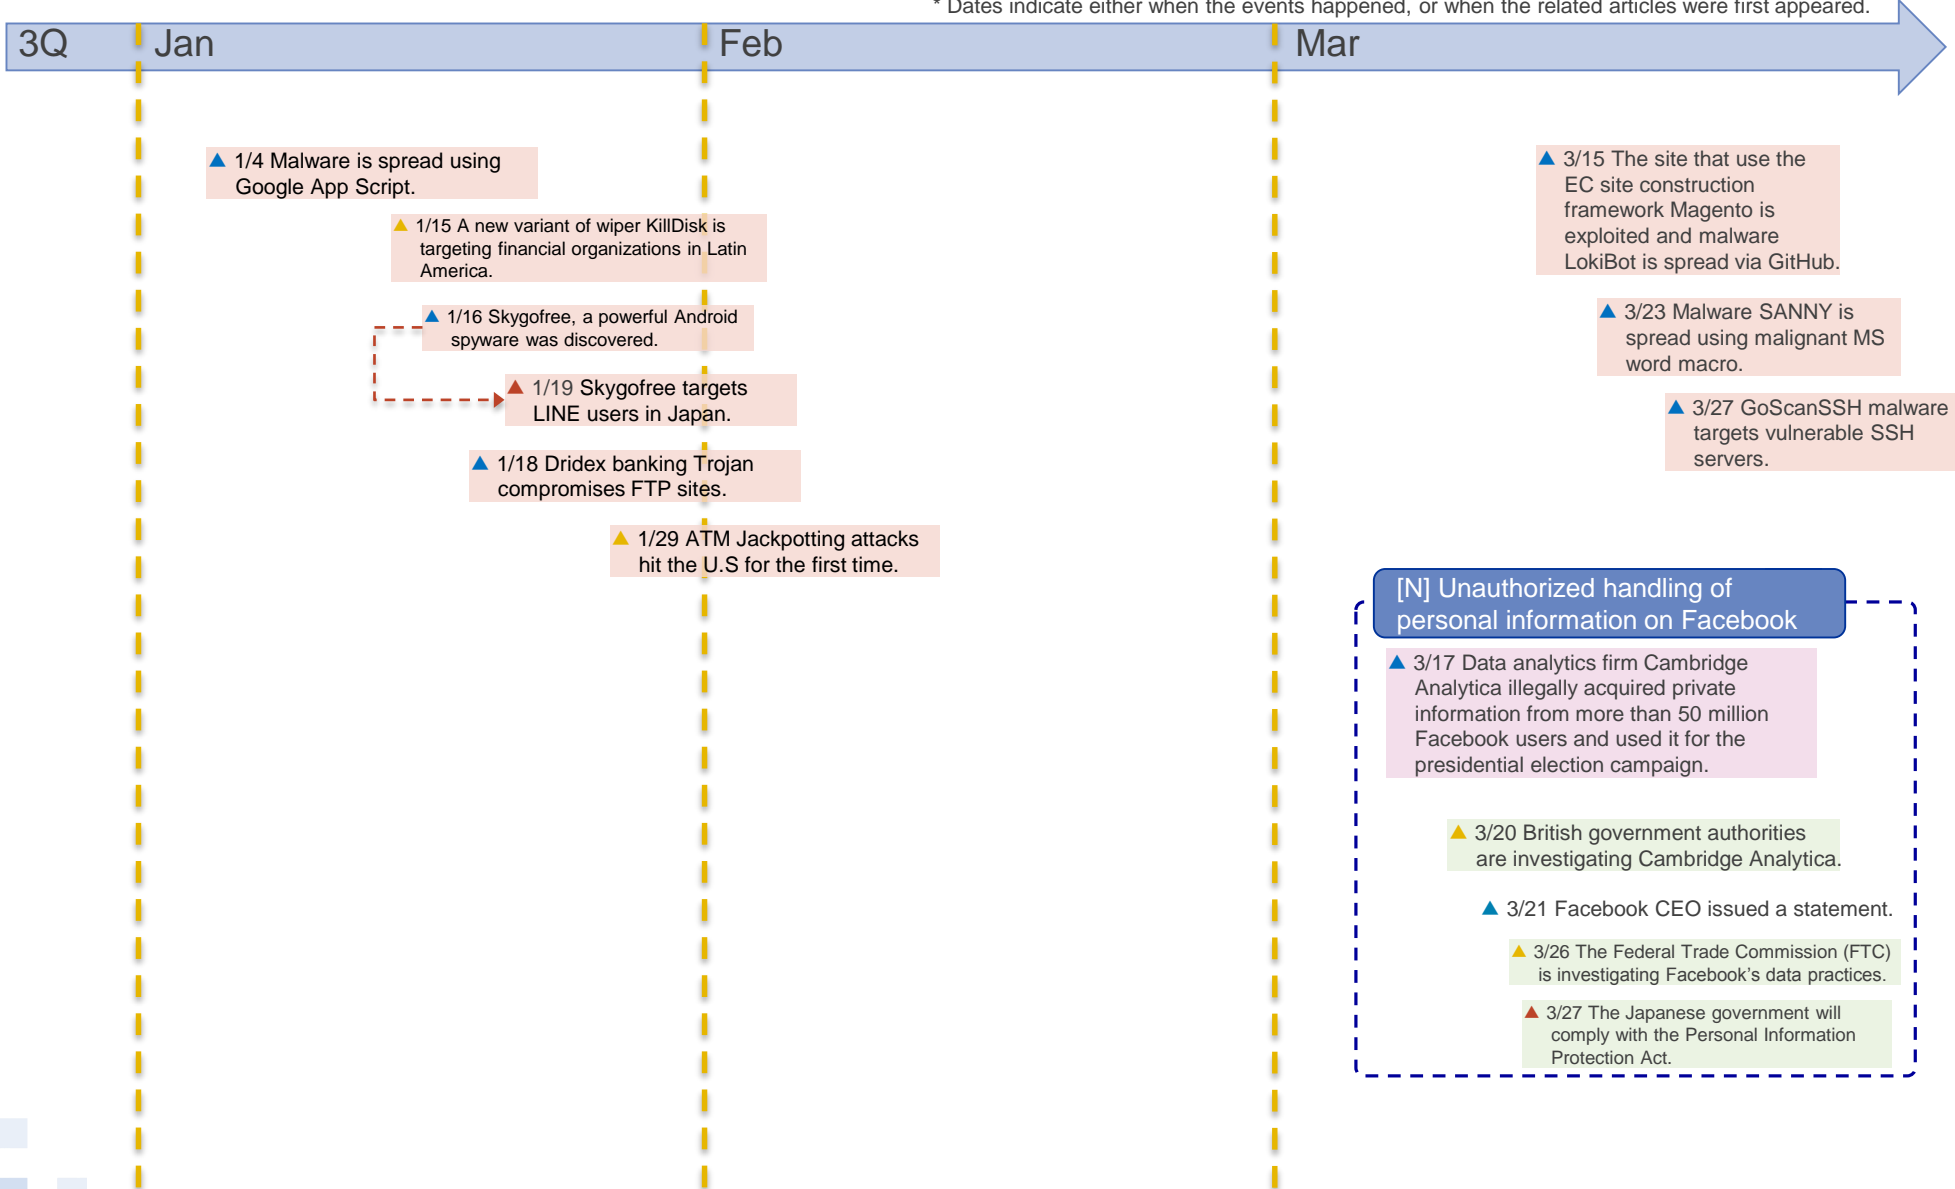 * Dates indicate either when the events happened, or when the related articles were first appeared.
3Q
Jan
Feb
Mar
▲ 1/4 Malware is spread using
Google App Script.
▲ 1/15 A new variant of wiper KillDisk is
targeting financial organizations in Latin
America.
▲ 1/16 Skygofree, a powerful Android
spyware was discovered.
▲ 1/19 Skygofree targets
LINE users in Japan.
▲ 1/18 Dridex banking Trojan
compromises FTP sites.
▲ 1/29 ATM Jackpotting attacks
hit the U.S for the first time.
▲ 3/15 The site that use the
EC site construction
framework Magento is
exploited and malware
LokiBot is spread via GitHub.
▲ 3/23 Malware SANNY is
spread using malignant MS
word macro.
▲ 3/27 GoScanSSH malware
targets vulnerable SSH
servers.
[N] Unauthorized handling of
personal information on Facebook
▲ 3/17 Data analytics firm Cambridge
Analytica illegally acquired private
information from more than 50 million
Facebook users and used it for the
presidential election campaign.
▲ 3/20 British government authorities
are investigating Cambridge Analytica.
▲ 3/21 Facebook CEO issued a statement.
▲ 3/26 The Federal Trade Commission (FTC)
is investigating Facebook's data practices.
▲ 3/27 The Japanese government will
comply with the Personal Information
Protection Act.